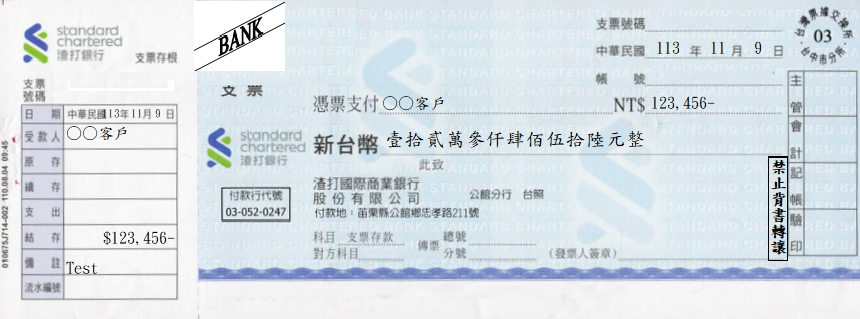 standard
chartered
渣打銀行
支票存根
支票
號碼
日 期 中華民國113年11月 9 日
受款人 〇〇客戶
原 存
續 存
支 出
結 存 $123,456-
備 註 Test
流水編號
010675J714-002 110.08.04 09:45
BANK
支票號碼
中華民國 113 年 11 月 9 日
帳 號
台灣票據交換所
03
台中市分所
支 票
憑票支付 〇〇客戶 NT$ 123,456-
standard
chartered
渣打銀行
新台幣 壹拾貳萬參仟肆佰伍拾陸元整
此致
渣打國際商業銀行
股份有限公司 公館分行 台照
付款地：苗栗縣公館鄉忠孝路211號
付款行代號
03-052-0247
科目 支票存款 傳票 總號
對方科目 分號 (發票人簽章)
禁止背書轉讓
主管
會計
記帳
驗印